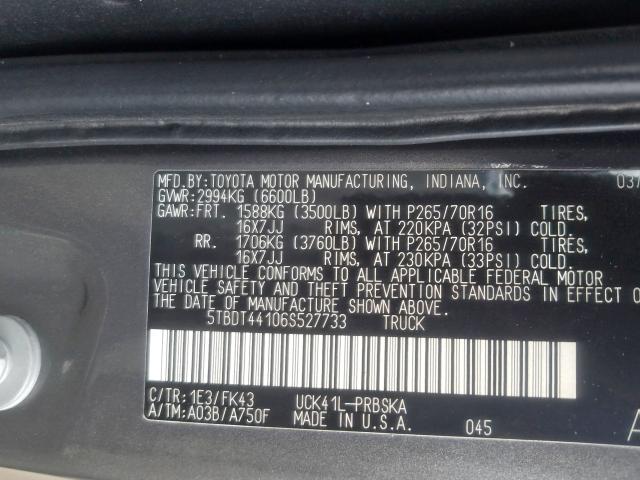 MFD.BY:TOYOTA MOTOR MANUFACTURING, INDIANA, INC. 037
GVWR:2994KG (6600LB)
GAWR:FRT. 1588KG (3500LB) WITH P265/70R16 TIRES,
16X7JJ RIMS, AT 220KPA (32PSI) COLD.
RR. 1706KG (3760LB) WITH P265/70R16 TIRES,
16X7JJ RIMS, AT 230KPA (33PSI) COLD.
THIS VEHICLE CONFORMS TO ALL APPLICABLE FEDERAL MOTOR
VEHICLE SAFETY AND THEFT PREVENTION STANDARDS IN EFFECT
THE DATE OF MANUFACTURE SHOWN ABOVE.
5TBDT44106S527733 TRUCK
C/TR: 1E3/FK43 UCK41L-PRBSKA
A/TM: A03B/A750F MADE IN U.S.A. 045